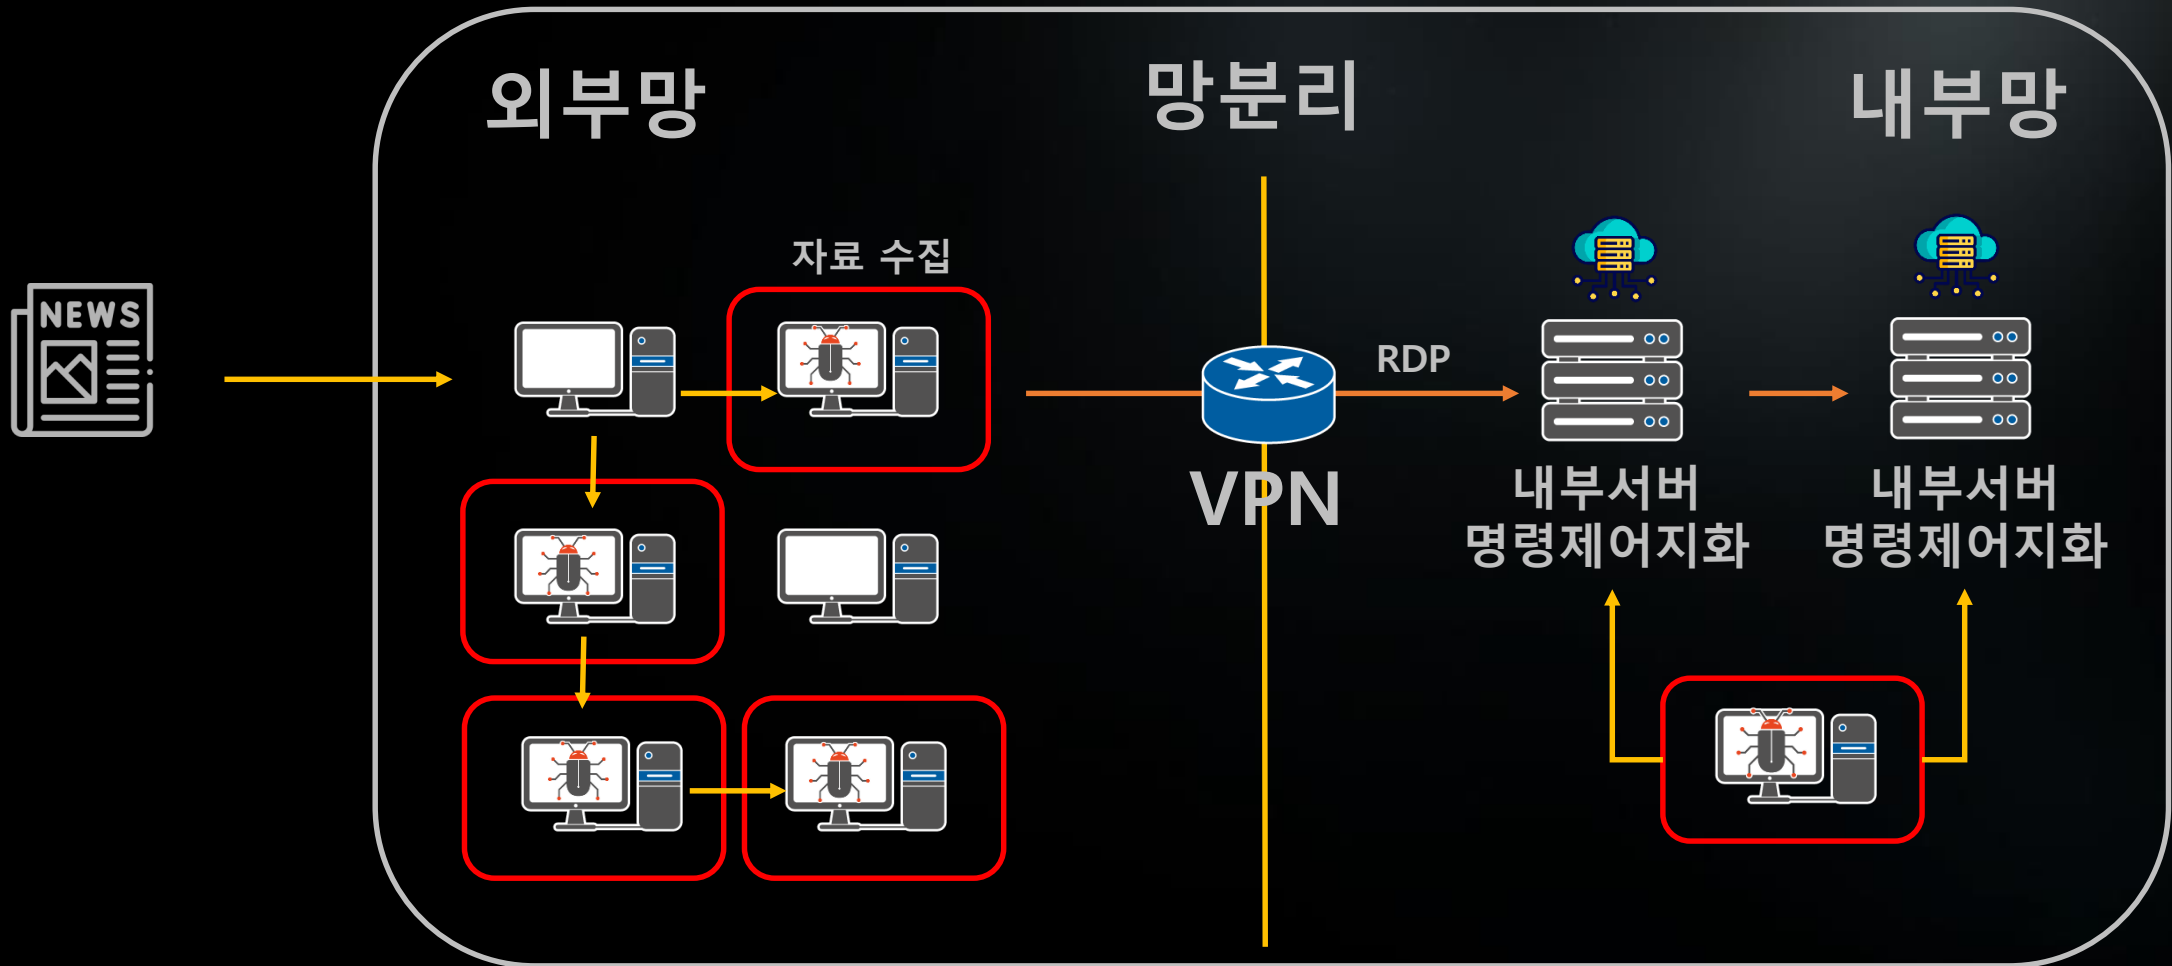 외부망
망분리
내부망
자료 수집
NEWS
RDP
VPN
내부서버
명령제어지화
내부서버
명령제어지화